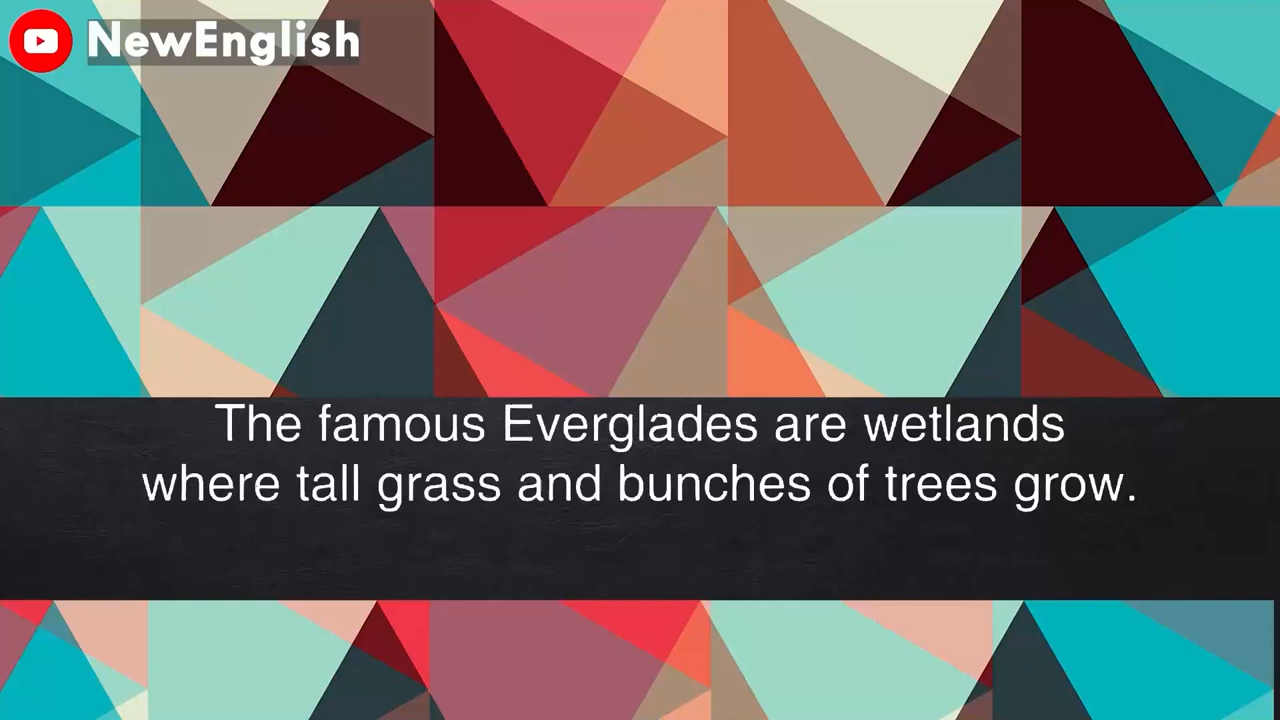 NewEnglish
The famous Everglades are wetlands
where tall grass and bunches of trees grow.